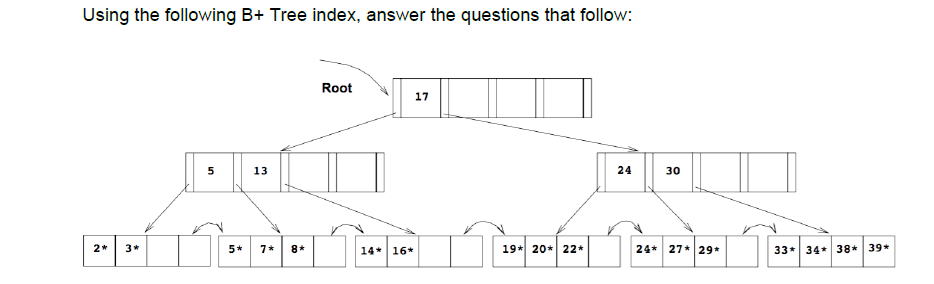 Using the following B+ Tree index, answer the questions that follow:
Root
17
5 13
24 30
2* 3*
5* 7* 8*
14* 16*
19* 20* 22*
24* 27* 29*
33* 34* 38* 39*